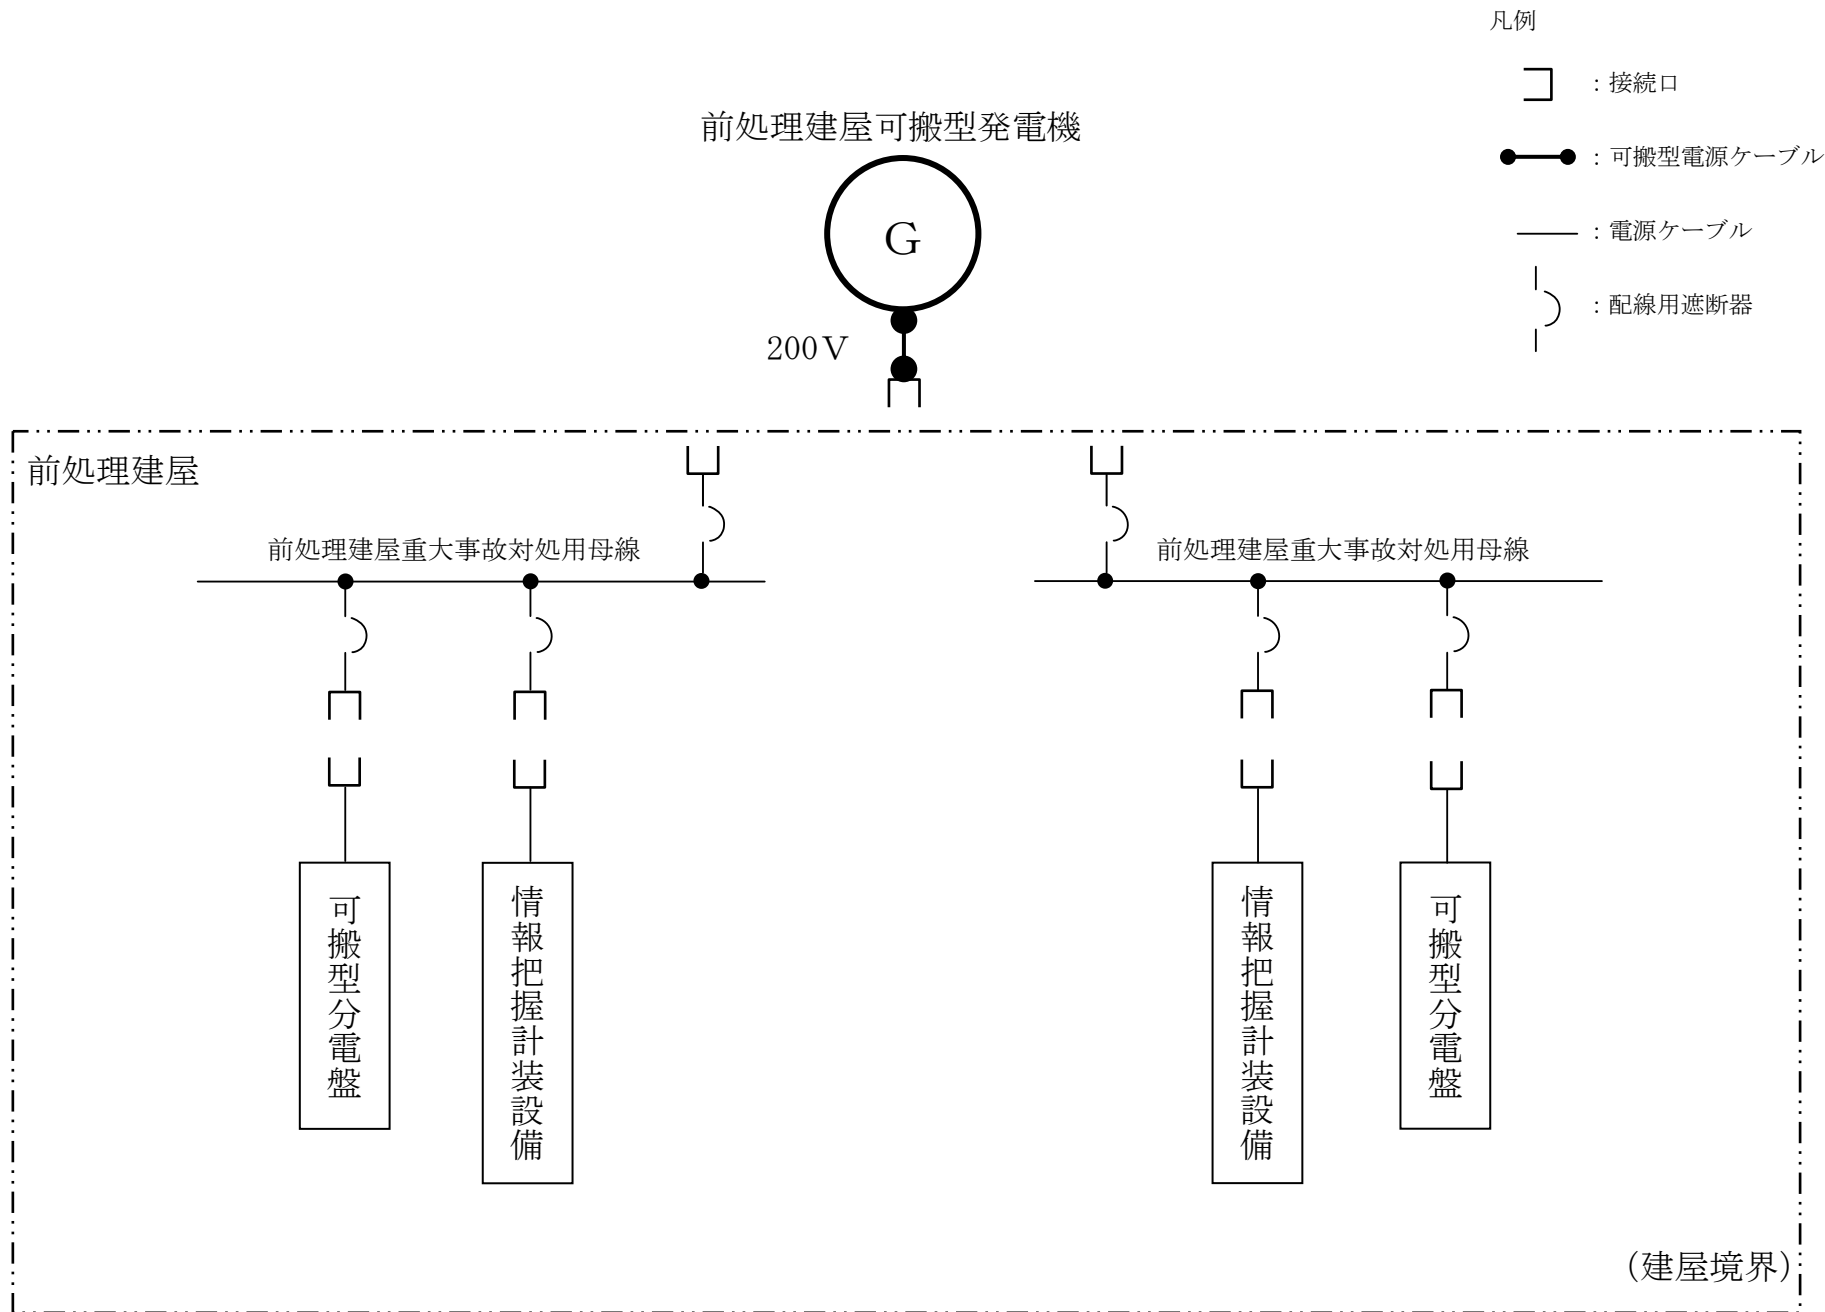 凡例
：接続口
：可搬型電源ケーブル
：電源ケーブル
：配線用遮断器
前処理建屋可搬型発電機
G
200V
前処理建屋
前処理建屋重大事故対処用母線
前処理建屋重大事故対処用母線
可搬型分電盤
情報把握計装設備
情報把握計装設備
可搬型分電盤
（建屋境界）